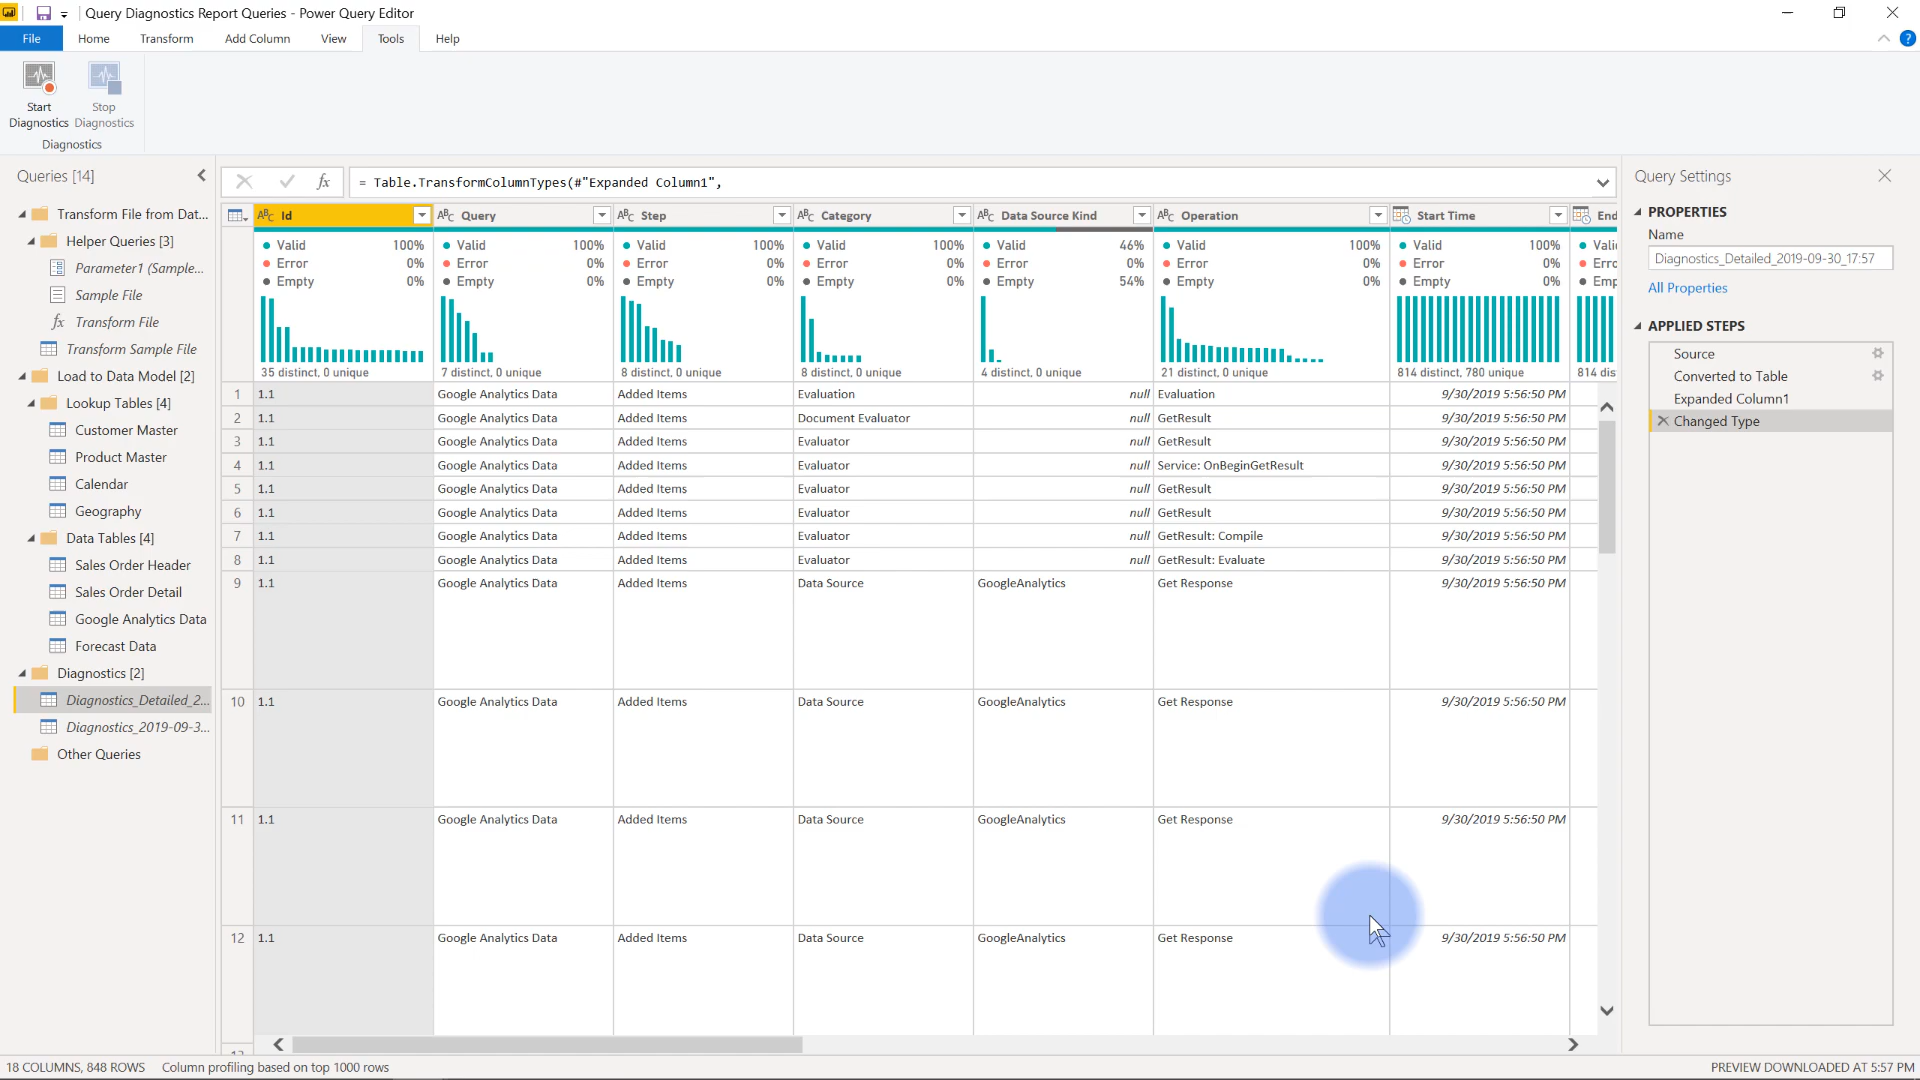 Query Diagnostics Report Queries - Power Query Editor
File Home Transform Add Column View Tools Help
?
Start Diagnostics
Stop Diagnostics
Diagnostics
Queries [14]
Transform File from Dat...
Helper Queries [3]
Parameter1 (Sample...
Sample File
fx Transform File
Transform Sample File
Load to Data Model [2]
Lookup Tables [4]
Customer Master
Product Master
Calendar
Geography
Data Tables [4]
Sales Order Header
Sales Order Detail
Google Analytics Data
Forecast Data
Diagnostics [2]
Diagnostics_Detailed_2...
Diagnostics_2019-09-3...
Other Queries
fx = Table.TransformColumnTypes(#"Expanded Column1",
ABC Id ABC Query ABC Step ABC Category ABC Data Source Kind ABC Operation Start Time End
Valid 100% Valid 100% Valid 100% Valid 100% Valid 46% Valid 100% Valid 100% Vali
Error 0% Error 0% Error 0% Error 0% Error 0% Error 0% Error 0% Erro
Empty 0% Empty 0% Empty 0% Empty 0% Empty 54% Empty 0% Empty 0% Emp
35 distinct, 0 unique 7 distinct, 0 unique 8 distinct, 0 unique 8 distinct, 0 unique 4 distinct, 0 unique 21 distinct, 0 unique 814 distinct, 780 unique 814 dis
1 1.1 Google Analytics Data Added Items Evaluation null Evaluation 9/30/2019 5:56:50 PM
2 1.1 Google Analytics Data Added Items Document Evaluator null GetResult 9/30/2019 5:56:50 PM
3 1.1 Google Analytics Data Added Items Evaluator null GetResult 9/30/2019 5:56:50 PM
4 1.1 Google Analytics Data Added Items Evaluator null Service: OnBeginGetResult 9/30/2019 5:56:50 PM
5 1.1 Google Analytics Data Added Items Evaluator null GetResult 9/30/2019 5:56:50 PM
6 1.1 Google Analytics Data Added Items Evaluator null GetResult 9/30/2019 5:56:50 PM
7 1.1 Google Analytics Data Added Items Evaluator null GetResult: Compile 9/30/2019 5:56:50 PM
8 1.1 Google Analytics Data Added Items Evaluator null GetResult: Evaluate 9/30/2019 5:56:50 PM
9 1.1 Google Analytics Data Added Items Data Source GoogleAnalytics Get Response 9/30/2019 5:56:50 PM
10 1.1 Google Analytics Data Added Items Data Source GoogleAnalytics Get Response 9/30/2019 5:56:50 PM
11 1.1 Google Analytics Data Added Items Data Source GoogleAnalytics Get Response 9/30/2019 5:56:50 PM
12 1.1 Google Analytics Data Added Items Data Source GoogleAnalytics Get Response 9/30/2019 5:56:50 PM
Query Settings
PROPERTIES
Name
Diagnostics_Detailed_2019-09-30_17:57
All Properties
APPLIED STEPS
Source
Converted to Table
Expanded Column1
Changed Type
18 COLUMNS, 848 ROWS Column profiling based on top 1000 rows
PREVIEW DOWNLOADED AT 5:57 PM